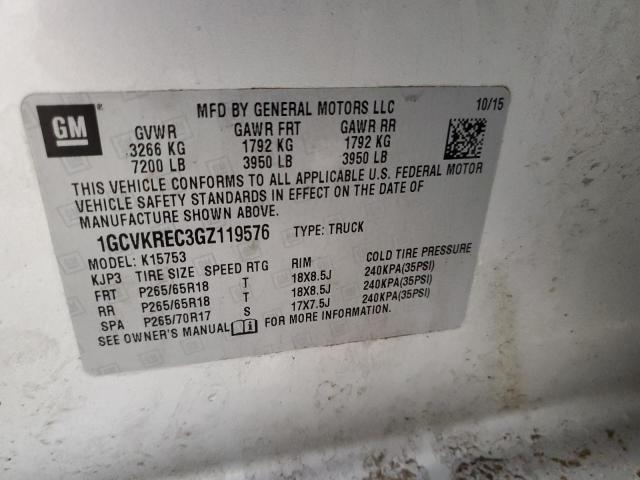 GM ®
MFD BY GENERAL MOTORS LLC 10/15
GVWR GAWR FRT GAWR RR
3266 KG 1792 KG 1792 KG
7200 LB 3950 LB 3950 LB
THIS VEHICLE CONFORMS TO ALL APPLICABLE U.S. FEDERAL MOTOR
VEHICLE SAFETY STANDARDS IN EFFECT ON THE DATE OF
MANUFACTURE SHOWN ABOVE.
1GCVKREC3GZ119576 TYPE: TRUCK
MODEL: K15753
KJP3 TIRE SIZE SPEED RTG RIM COLD TIRE PRESSURE
FRT P265/65R18 T 18X8.5J 240KPA(35PSI)
RR P265/65R18 T 18X8.5J 240KPA(35PSI)
SPA P265/70R17 S 17X7.5J 240KPA(35PSI)
SEE OWNER'S MANUAL FOR MORE INFORMATION.